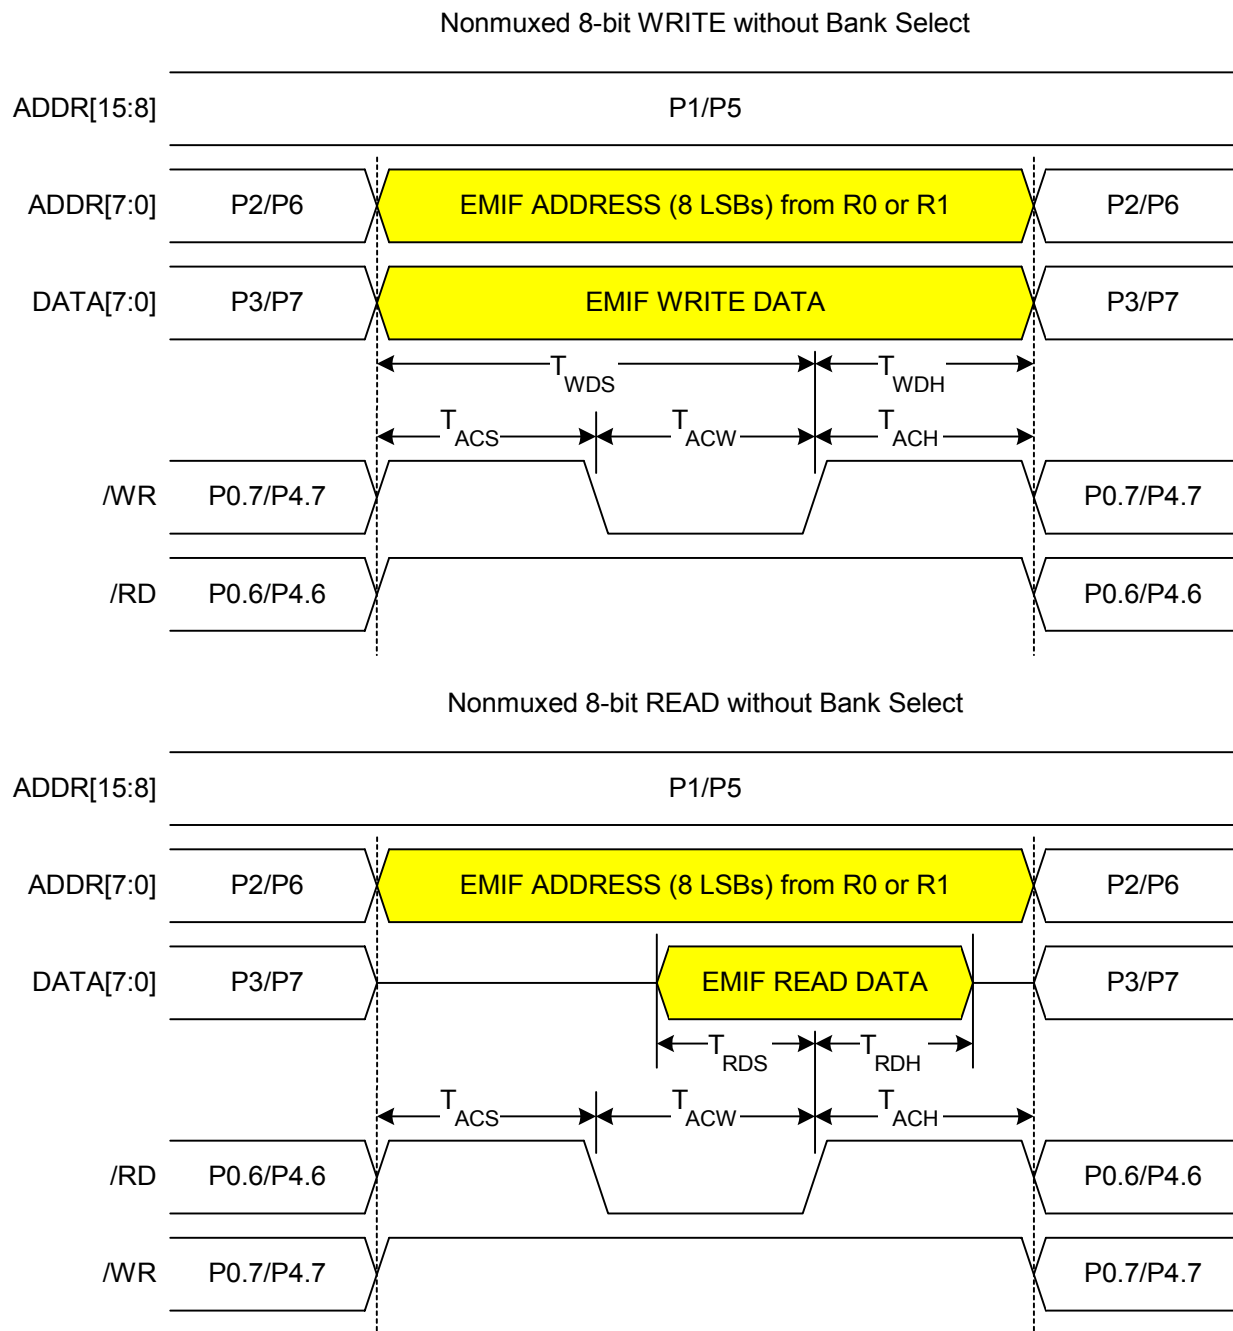 Nonmuxed 8-bit WRITE without Bank Select
ADDR[15:8] P1/P5
ADDR[7:0] P2/P6 EMIF ADDRESS (8 LSBs) from R0 or R1 P2/P6
DATA[7:0] P3/P7 EMIF WRITE DATA P3/P7
TWDS TWDH
TACS TACW TACH
/WR P0.7/P4.7 P0.7/P4.7
/RD P0.6/P4.6 P0.6/P4.6
Nonmuxed 8-bit READ without Bank Select
ADDR[15:8] P1/P5
ADDR[7:0] P2/P6 EMIF ADDRESS (8 LSBs) from R0 or R1 P2/P6
DATA[7:0] P3/P7 EMIF READ DATA P3/P7
TRDS TRDH
TACS TACW TACH
/RD P0.6/P4.6 P0.6/P4.6
/WR P0.7/P4.7 P0.7/P4.7